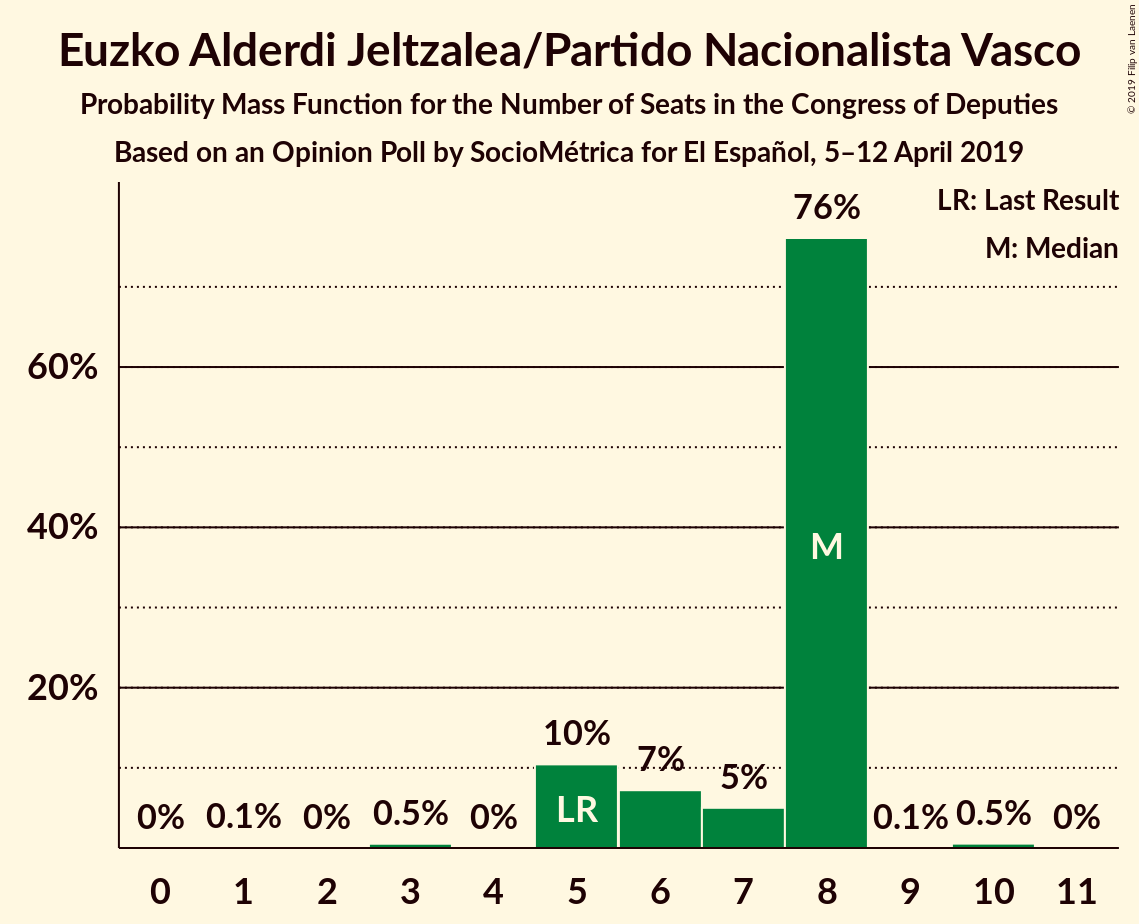 Euzko Alderdi Jeltzalea/Partido Nacionalista Vasco
Probability Mass Function for the Number of Seats in the Congress of Deputies
Based on an Opinion Poll by SocioMétrica for El Español, 5–12 April 2019
© 2019 Filip van Laenen
LR: Last Result
M: Median
76%
60%
40%
20%
M
10%
7%
5%
LR
0%
0.1%
0%
0.5%
0%
0.1%
0.5%
0%
0 1 2 3 4 5 6 7 8 9 10 11